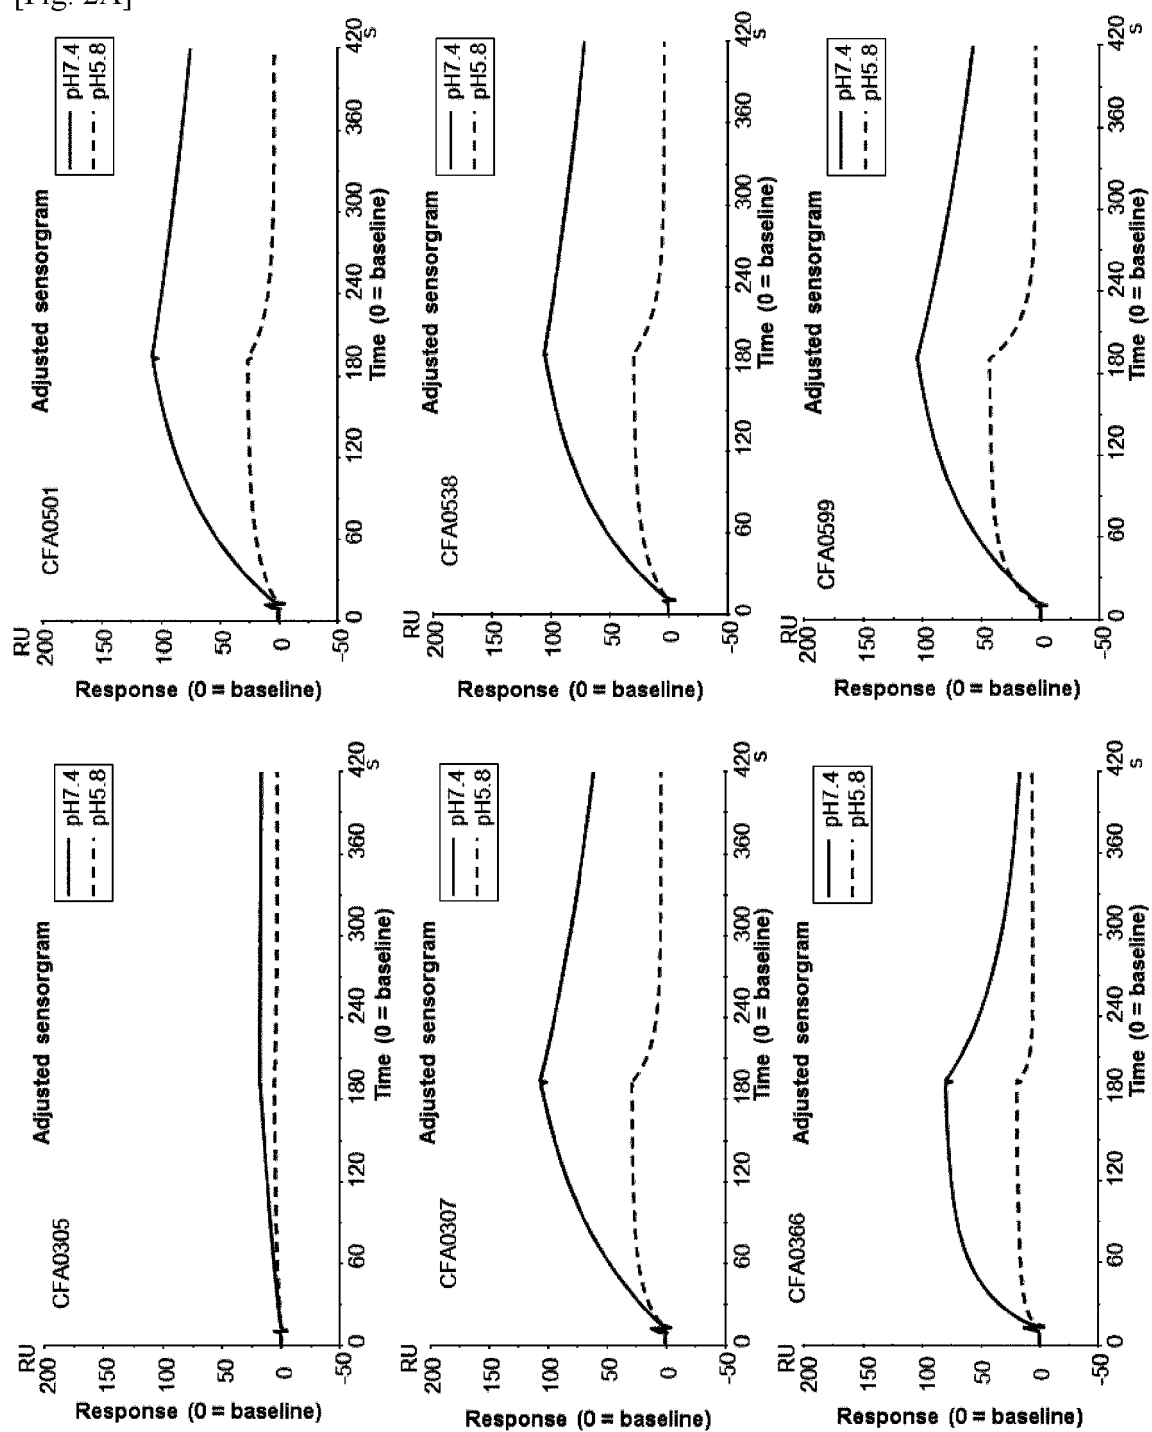 [Fig. 2A]
CFA0305
Adjusted sensorgram
pH7.4
pH5.8
RU
200
150
100
50
0
-50
Response (0 = baseline)
0
60
120
180
240
300
360
420
s
Time (0 = baseline)
CFA0501
Adjusted sensorgram
pH7.4
pH5.8
RU
200
150
100
50
0
-50
Response (0 = baseline)
0
60
120
180
240
300
360
420
s
Time (0 = baseline)
CFA0307
Adjusted sensorgram
pH7.4
pH5.8
RU
200
150
100
50
0
-50
Response (0 = baseline)
0
60
120
180
240
300
360
420
s
Time (0 = baseline)
CFA0538
Adjusted sensorgram
pH7.4
pH5.8
RU
200
150
100
50
0
-50
Response (0 = baseline)
0
60
120
180
240
300
360
420
s
Time (0 = baseline)
CFA0366
Adjusted sensorgram
pH7.4
pH5.8
RU
200
150
100
50
0
-50
Response (0 = baseline)
0
60
120
180
240
300
360
420
s
Time (0 = baseline)
CFA0599
Adjusted sensorgram
pH7.4
pH5.8
RU
200
150
100
50
0
-50
Response (0 = baseline)
0
60
120
180
240
300
360
420
s
Time (0 = baseline)